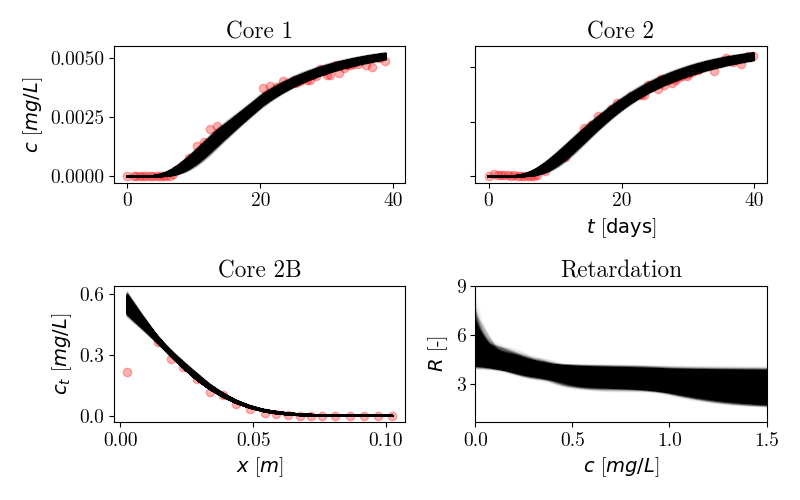 Core 1
c [mg/L]
0.0050
0.0025
0.0000
0
20
40
Core 2
0
20
40
t [days]
Core 2B
c_t [mg/L]
0.6
0.3
0.0
0.00
0.05
0.10
x [m]
Retardation
R [-]
9
6
3
0.0
0.5
1.0
1.5
c [mg/L]